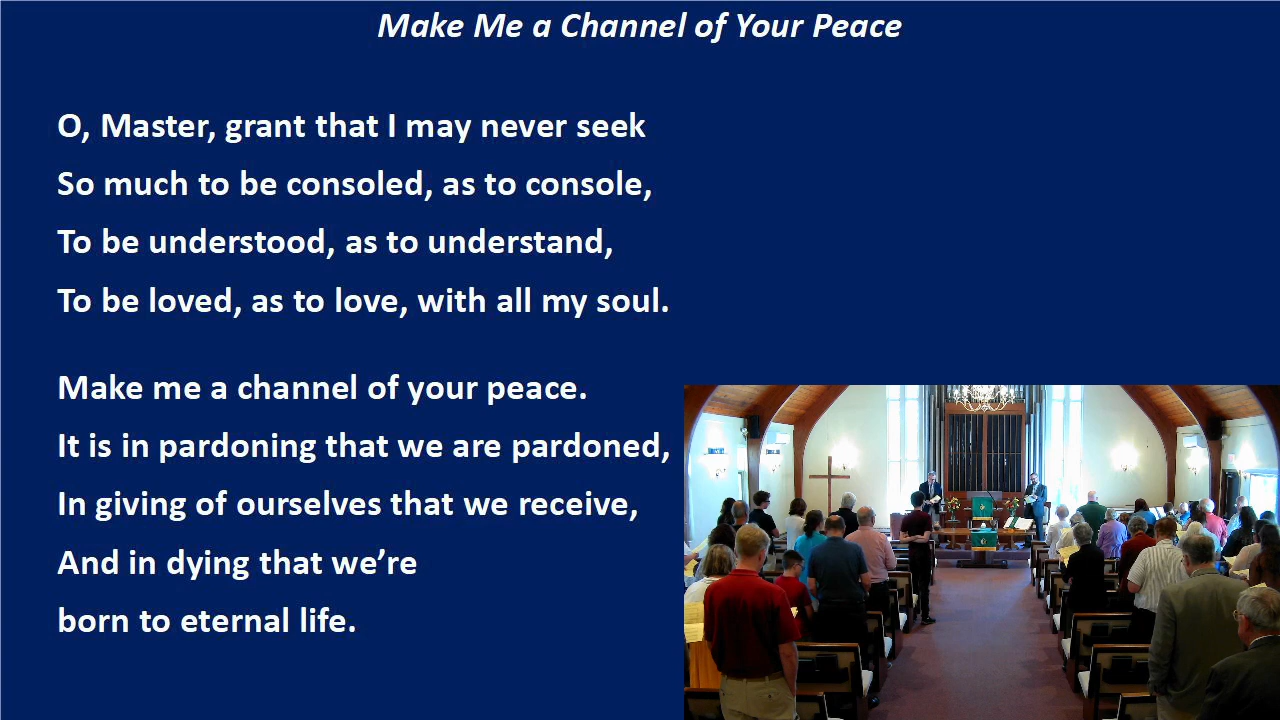 Make Me a Channel of Your Peace
O, Master, grant that I may never seek
So much to be consoled, as to console,
To be understood, as to understand,
To be loved, as to love, with all my soul.
Make me a channel of your peace.
It is in pardoning that we are pardoned,
In giving of ourselves that we receive,
And in dying that we’re
born to eternal life.